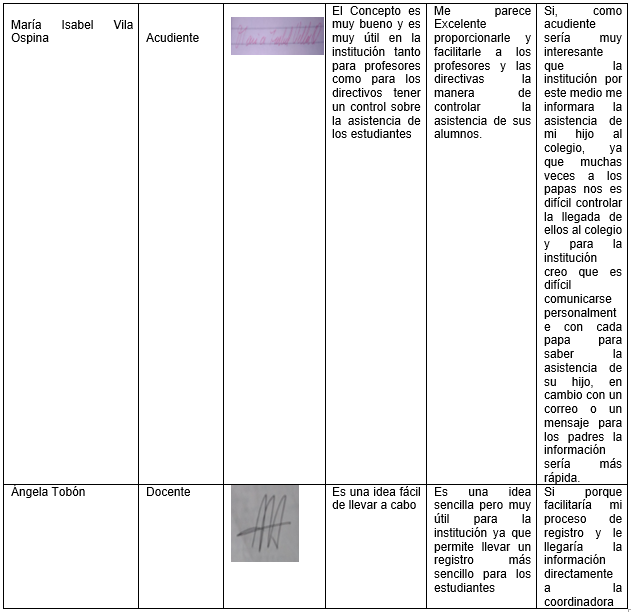 María Isabel Vila
Ospina
Acudiente
El Concepto es
muy bueno y es
muy útil en la
institución tanto
para profesores
como para los
directivos tener
un control sobre
la asistencia de
los estudiantes
Me parece
Excelente
proporcionarle y
facilitarle a los
profesores y las
directivas la
manera de
controlar la
asistencia de sus
alumnos.
Si, como
acudiente
sería muy
interesante
que la
institución por
este medio me
informara la
asistencia de
mi hijo al
colegio, ya
que muchas
veces a los
papas nos es
difícil controlar
la llegada de
ellos al colegio
y para la
institución
creo que es
difícil
comunicarse
personalment
e con cada
papa para
saber la
asistencia de
su hijo, en
cambio con un
correo o un
mensaje para
los padres la
información
sería más
rápida.
Ángela Tobón
Docente
Es una idea fácil
de llevar a cabo
Es una idea
sencilla pero muy
útil para la
institución ya que
permite llevar un
registro más
sencillo para los
estudiantes
Si porque
facilitaría mi
proceso de
registro y le
llegaría la
información
directamente
a la
coordinadora